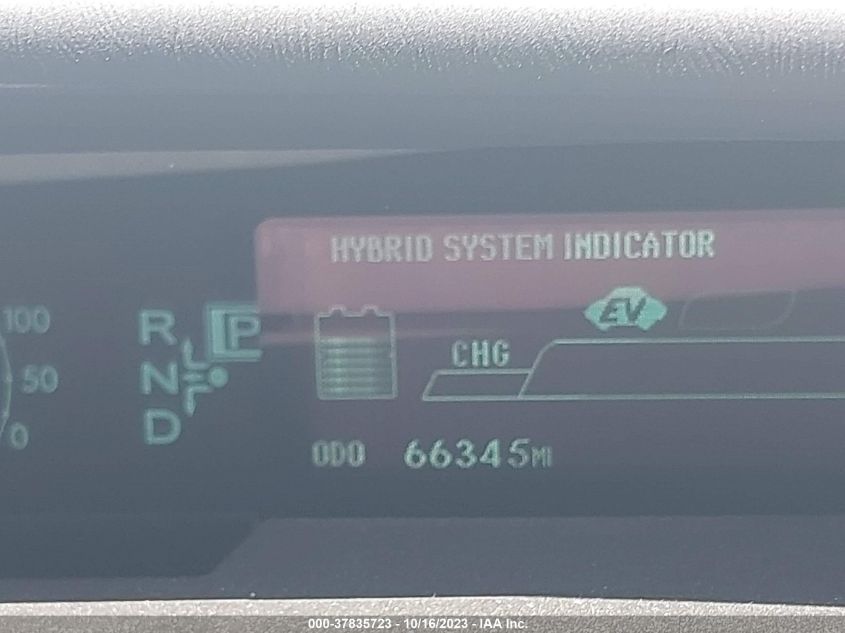 HYBRID SYSTEM INDICATOR
EV
100
R P
CHG
50
N
D
0
ODO 66345MI
000-37835723 - 10/16/2023 - IAA Inc.